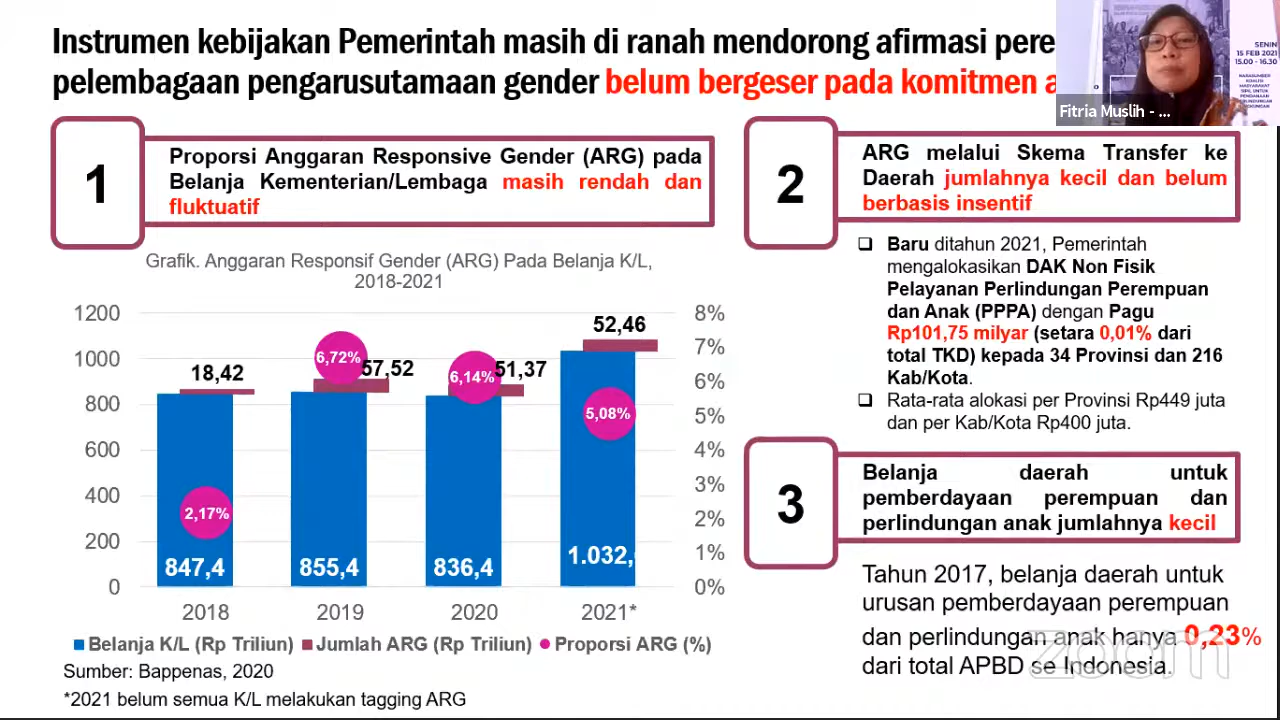 Instrumen kebijakan Pemerintah masih di ranah mendorong afirmasi pere
pelembagaan pengarusutamaan gender belum bergeser pada komitmen a
SENIN
15 FEB 2021
15.00 - 16.30
Fitria Muslih - ...
1
Proporsi Anggaran Responsive Gender (ARG) pada
Belanja Kementerian/Lembaga masih rendah dan
fluktuatif
Grafik. Anggaran Responsif Gender (ARG) Pada Belanja K/L,
2018-2021
1200
1000
800
600
400
200
0
8%
7%
6%
5%
4%
3%
2%
1%
0%
18,42
57,52
51,37
52,46
2,17%
6,72%
6,14%
5,08%
847,4
855,4
836,4
1.032,
2018
2019
2020
2021*
Belanja K/L (Rp Triliun)
Jumlah ARG (Rp Triliun)
Proporsi ARG (%)
Sumber: Bappenas, 2020
*2021 belum semua K/L melakukan tagging ARG
2
ARG melalui Skema Transfer ke
Daerah jumlahnya kecil dan belum
berbasis insentif
Baru ditahun 2021, Pemerintah
mengalokasikan DAK Non Fisik
Pelayanan Perlindungan Perempuan
dan Anak (PPPA) dengan Pagu
Rp101,75 milyar (setara 0,01% dari
total TKD) kepada 34 Provinsi dan 216
Kab/Kota.
Rata-rata alokasi per Provinsi Rp449 juta
dan per Kab/Kota Rp400 juta.
3
Belanja daerah untuk
pemberdayaan perempuan dan
perlindungan anak jumlahnya kecil
Tahun 2017, belanja daerah untuk
urusan pemberdayaan perempuan
dan perlindungan anak hanya 0,23%
dari total APBD se Indonesia.
zoom